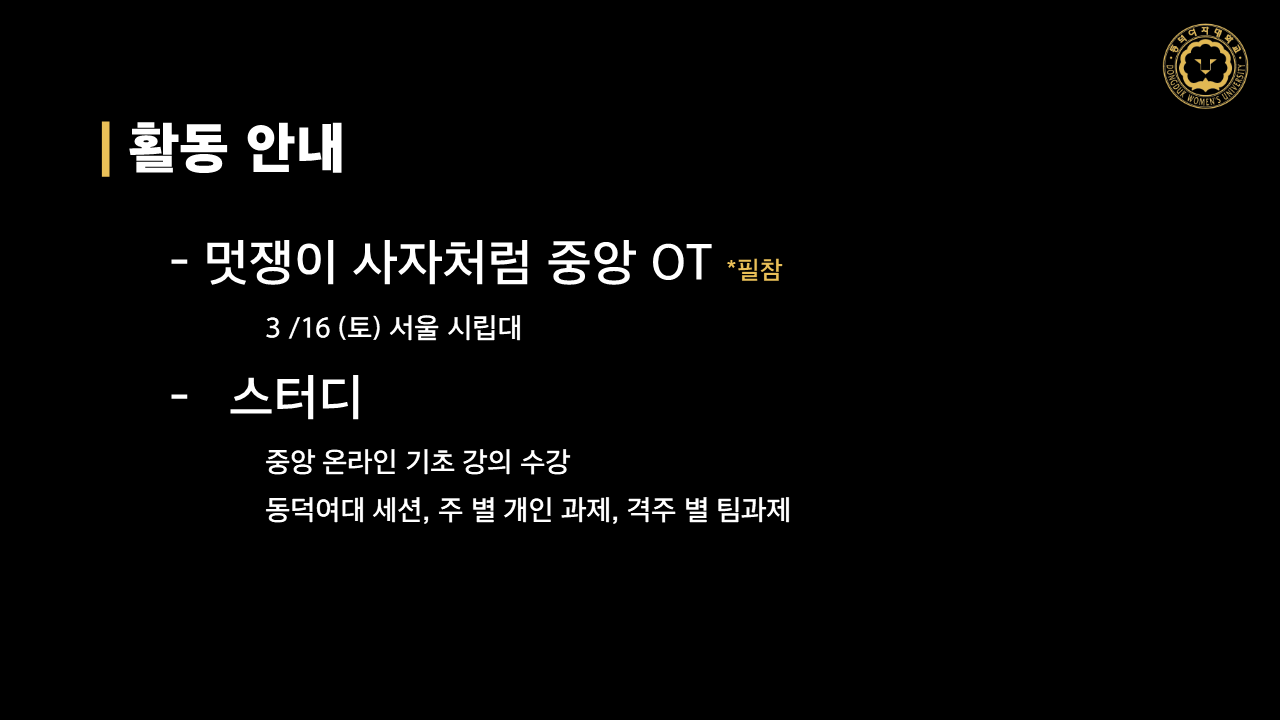 동덕여자대학교
DONGDUK WOMEN'S UNIVERSITY
활동 안내
- 멋쟁이 사자처럼 중앙 OT *필참
3 /16 (토) 서울 시립대
- 스터디
중앙 온라인 기초 강의 수강
동덕여대 세션, 주 별 개인 과제, 격주 별 팀과제